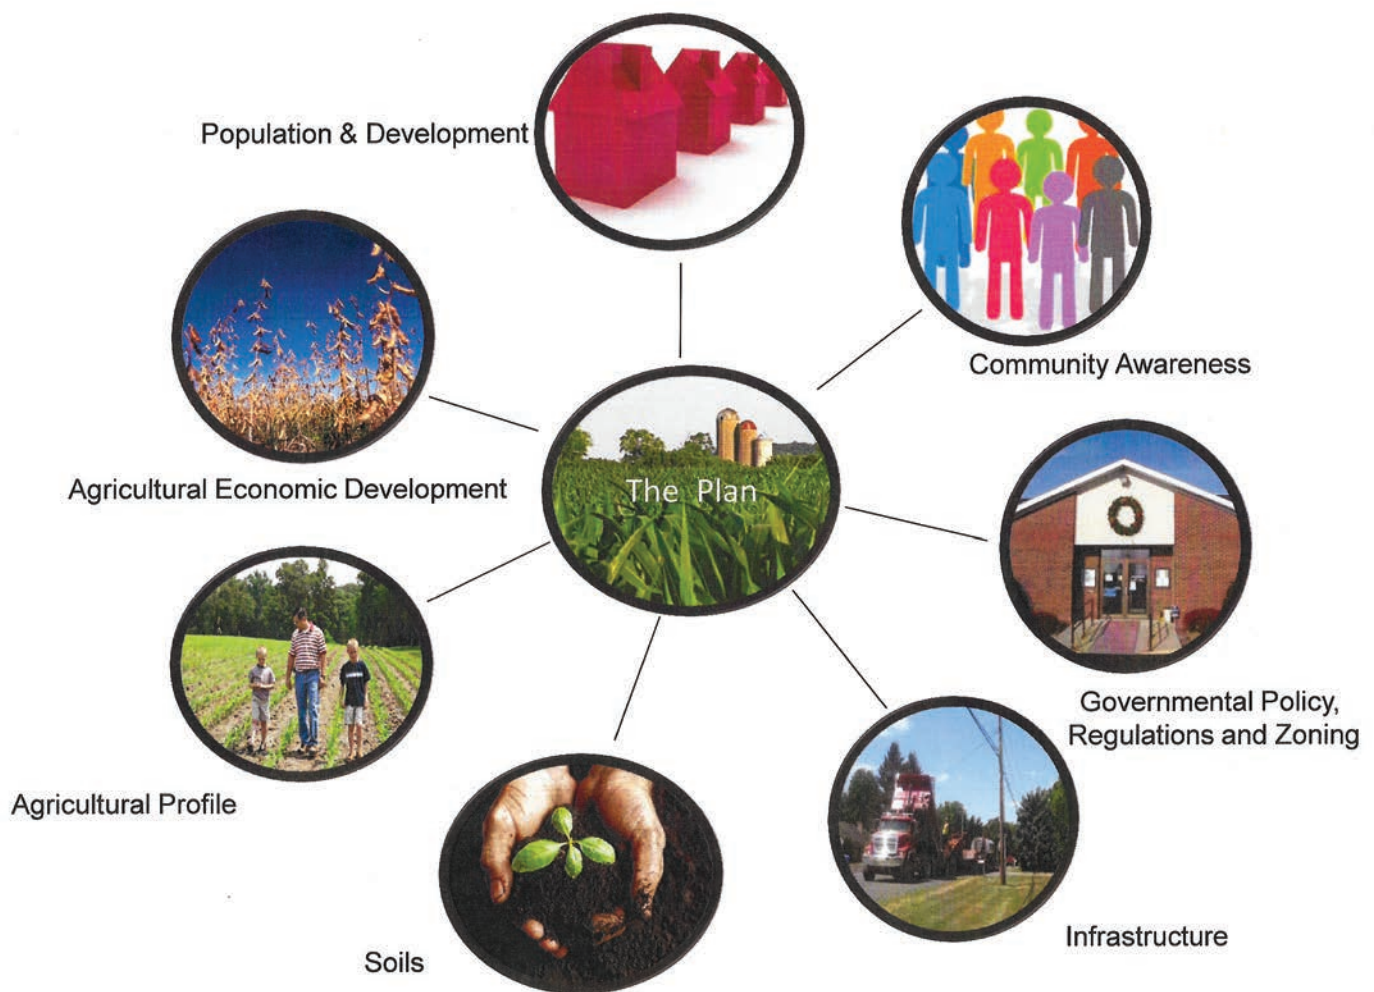 Population & Development
Community Awareness
Agricultural Economic Development
The Plan
Governmental Policy,
Regulations and Zoning
Agricultural Profile
Infrastructure
Soils